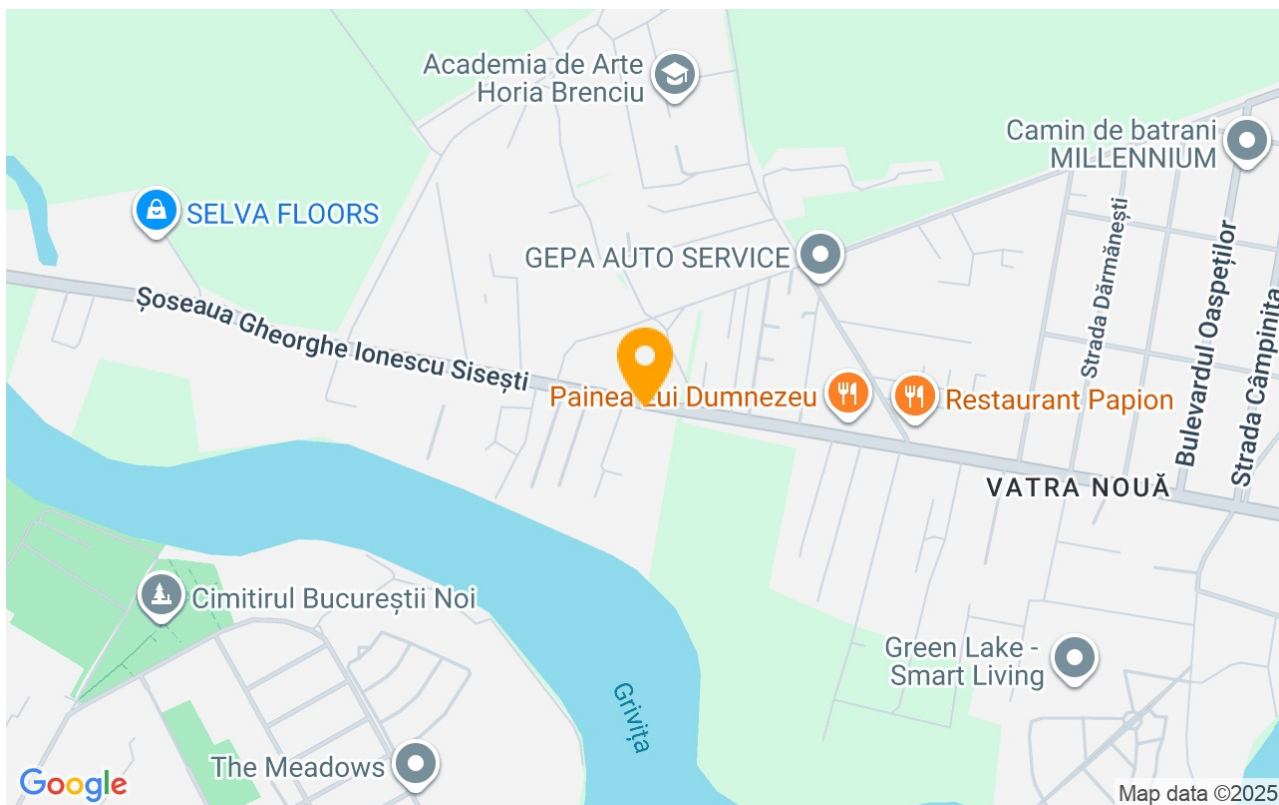 Academia de Arte
Horia Brenciu
Camin de batrani
MILLENNIUM
SELVA FLOORS
GEPA AUTO SERVICE
Strada Dărmănești
Bulevardul Oaspeților
Strada Câmpinița
Șoseaua Gheorghe Ionescu Sisești
Painea Lui Dumnezeu
Restaurant Papion
VATRA NOUĂ
Cimitirul Bucureștii Noi
Green Lake -
Smart Living
Grivița
The Meadows
Google
Map data ©2025